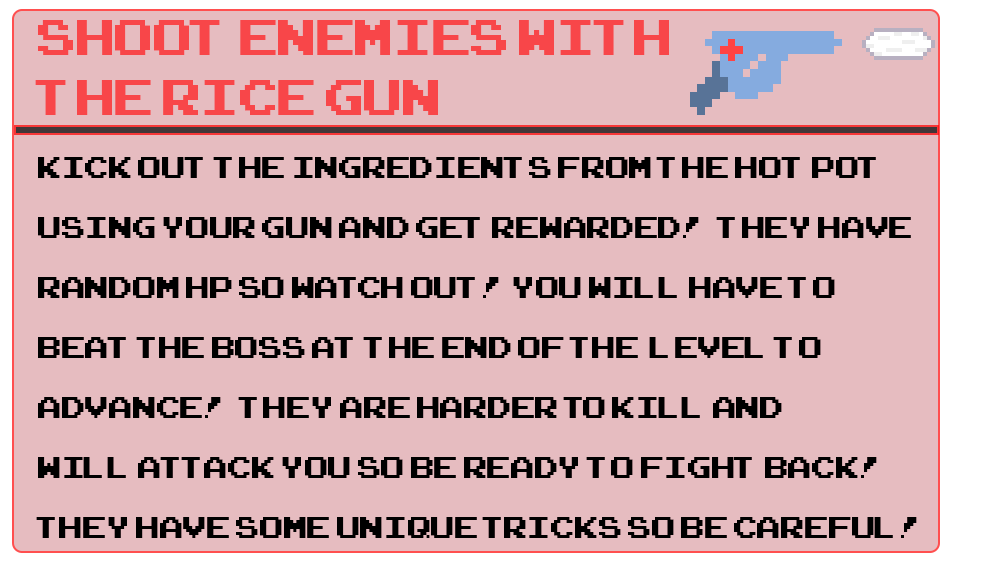 SHOOT ENEMIES WITH
THE RICE GUN
KICK OUT THE INGREDIENTS FROM THE HOT POT
USING YOUR GUN AND GET REWARDED! THEY HAVE
RANDOM HP SO WATCH OUT! YOU WILL HAVE TO
BEAT THE BOSS AT THE END OF THE LEVEL TO
ADVANCE! THEY ARE HARDER TO KILL AND
WILL ATTACK YOU SO BE READY TO FIGHT BACK!
THEY HAVE SOME UNIQUE TRICKS SO BE CAREFUL!